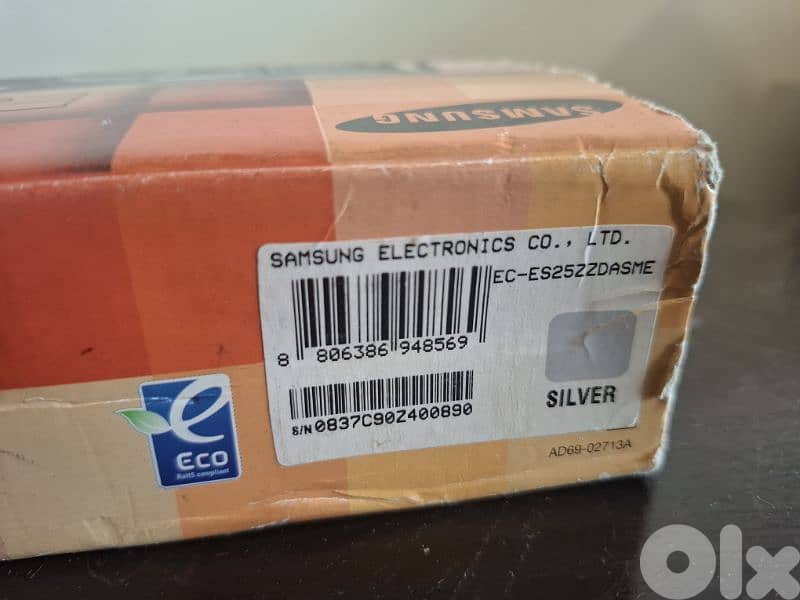 SAMSUNG
SAMSUNG ELECTRONICS CO., LTD.
EC-ES25ZZDASME
8 806386 948569
S/N 0837C90Z400890
SILVER
AD69-02713A
e
ECO
RoHS compliant
Olx